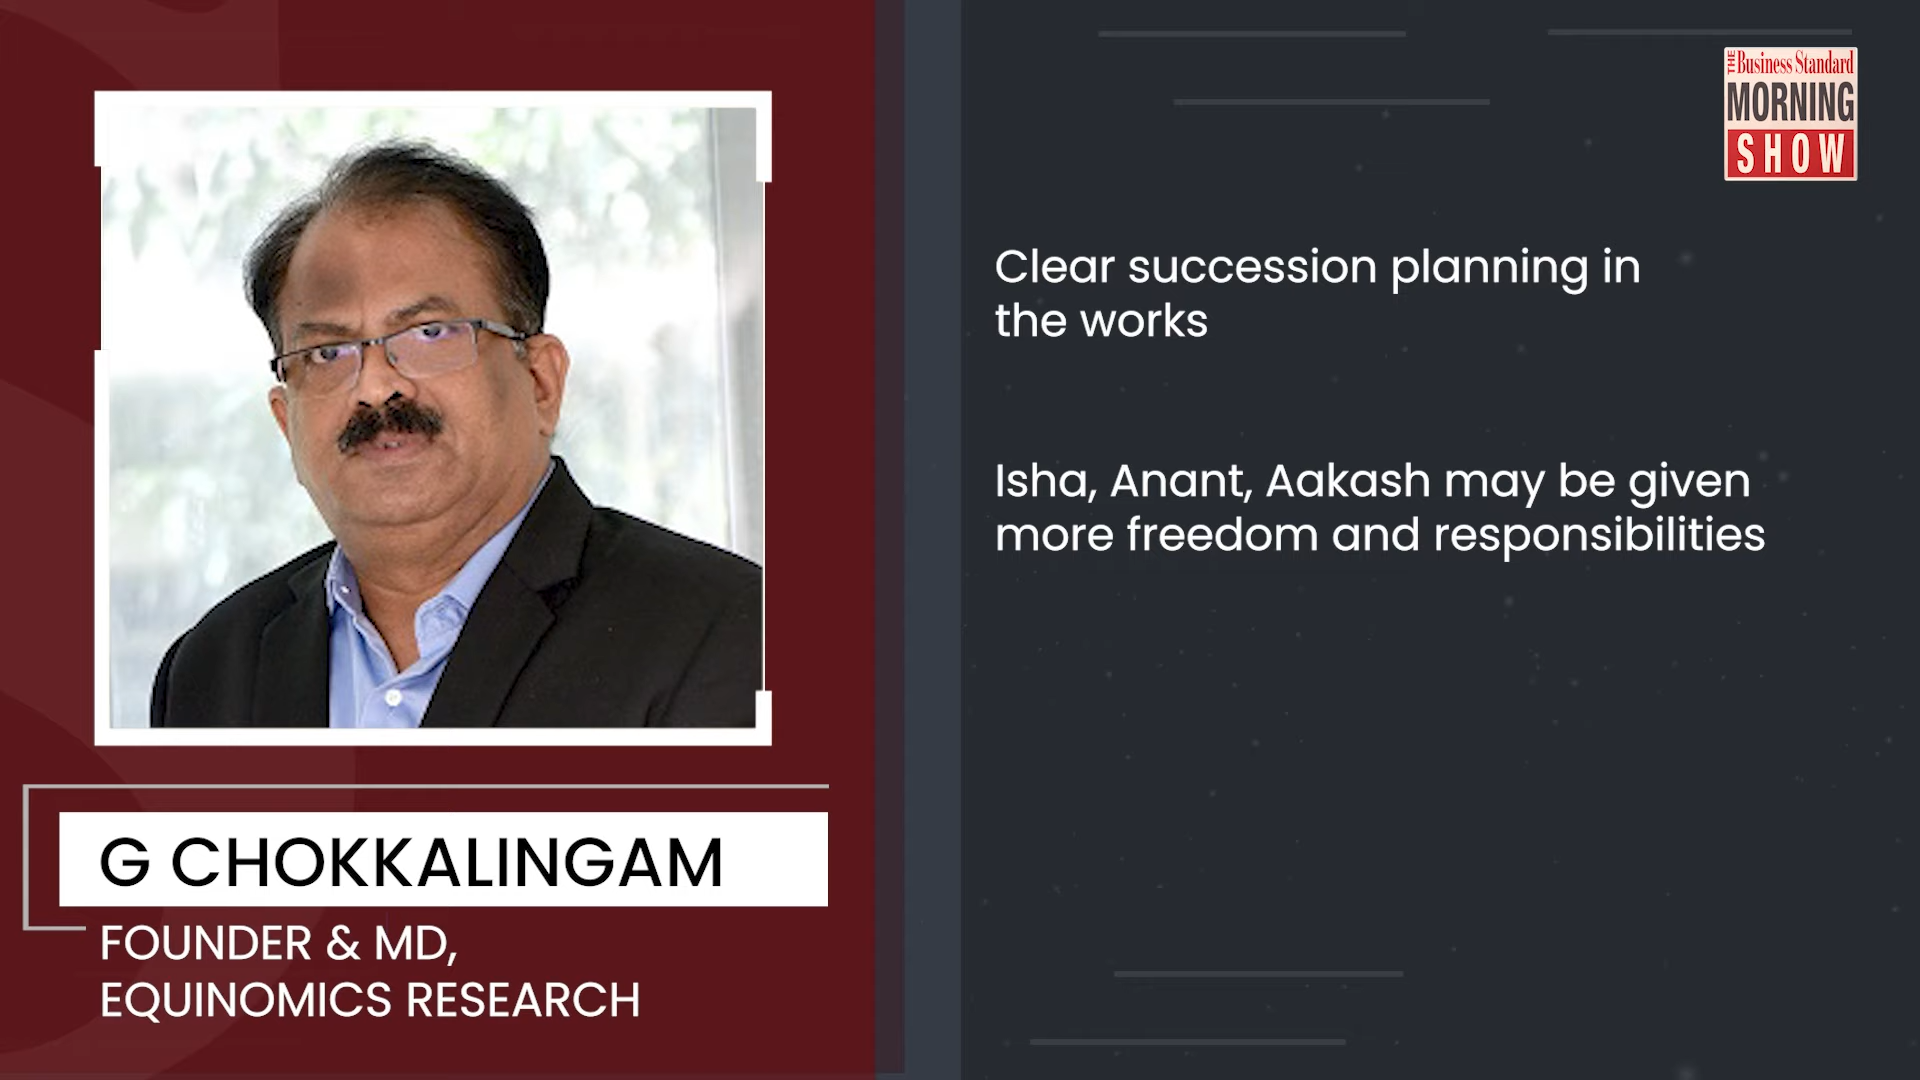 THE Business Standard
MORNING
SHOW
Clear succession planning in
the works
Isha, Anant, Aakash may be given
more freedom and responsibilities
G CHOKKALINGAM
FOUNDER & MD,
EQUINOMICS RESEARCH